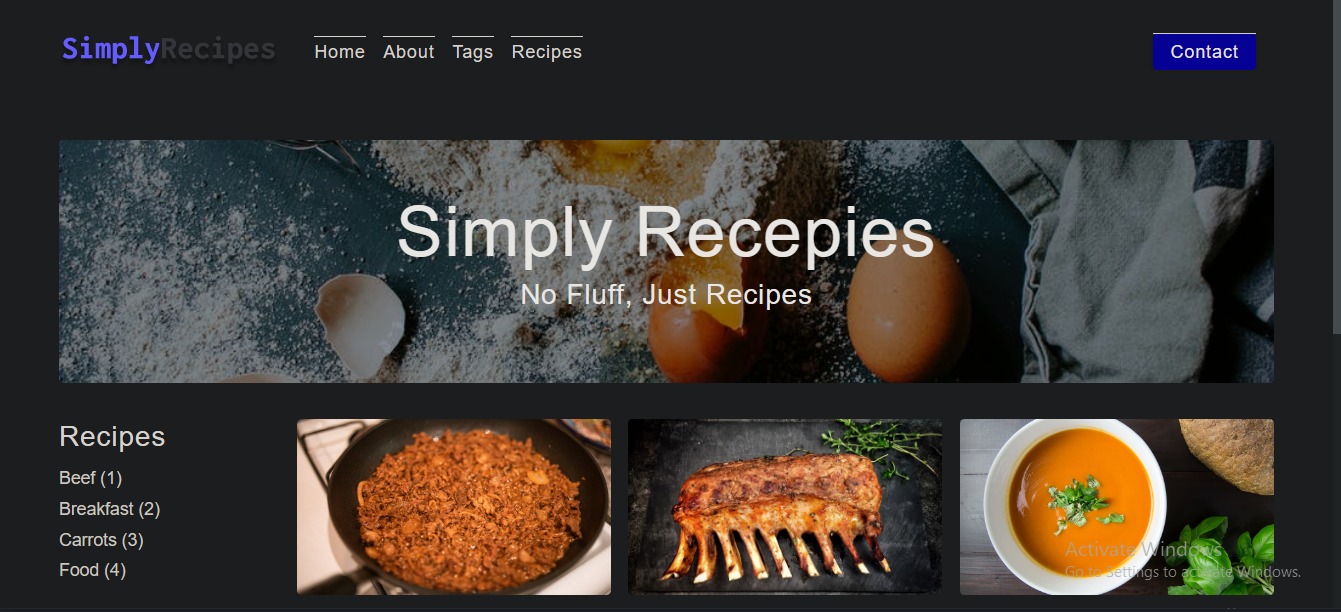 SimplyRecipes
Home About Tags Recipes
Contact
Simply Recepies
No Fluff, Just Recipes
Recipes
Beef (1)
Breakfast (2)
Carrots (3)
Food (4)
Activate Windows
Go to Settings to activate Windows.